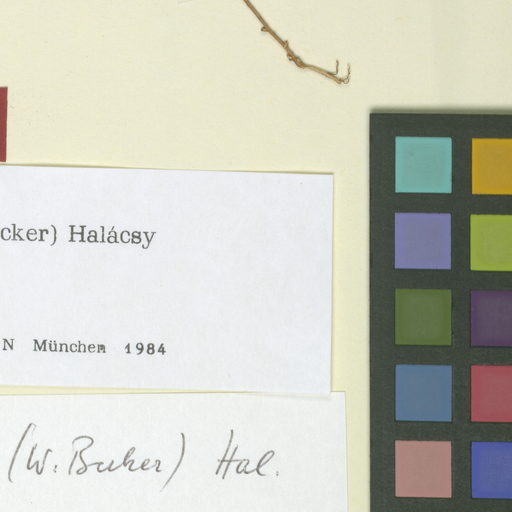 cker) Halácsy
N München 1984
(W. Becker) Hal.